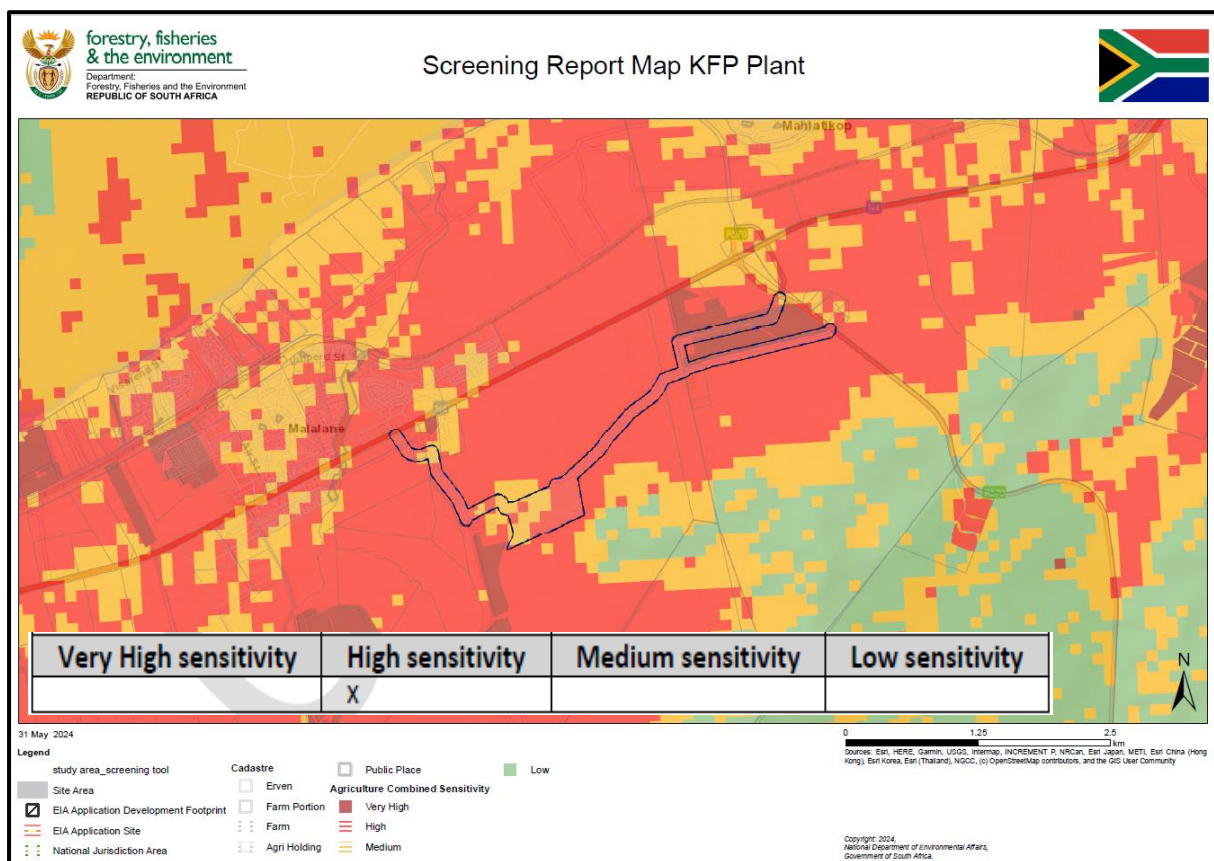 forestry, fisheries
& the environment
Department:
Forestry, Fisheries and the Environment
REPUBLIC OF SOUTH AFRICA
Screening Report Map KFP Plant
Mahlatikop
Malalane
Very High sensitivity High sensitivity Medium sensitivity Low sensitivity
X
N
31 May 2024
Legend
study area_screening tool
Site Area
EIA Application Development Footprint
EIA Application Site
National Jurisdiction Area
Cadastre
Erven
Farm Portion
Farm
Agri Holding
Public Place
Agriculture Combined Sensitivity
Very High
High
Medium
Low
0 1.25 2.5
km
Sources: Esri, HERE, Garmin, USGS, Intermap, INCREMENT P, NRCan, Esri Japan, METI, Esri China (Hong
Kong), Esri Korea, Esri (Thailand), NGCC, (c) OpenStreetMap contributors, and the GIS User Community
Copyright: 2024,
National Department of Environmental Affairs,
Government of South Africa.